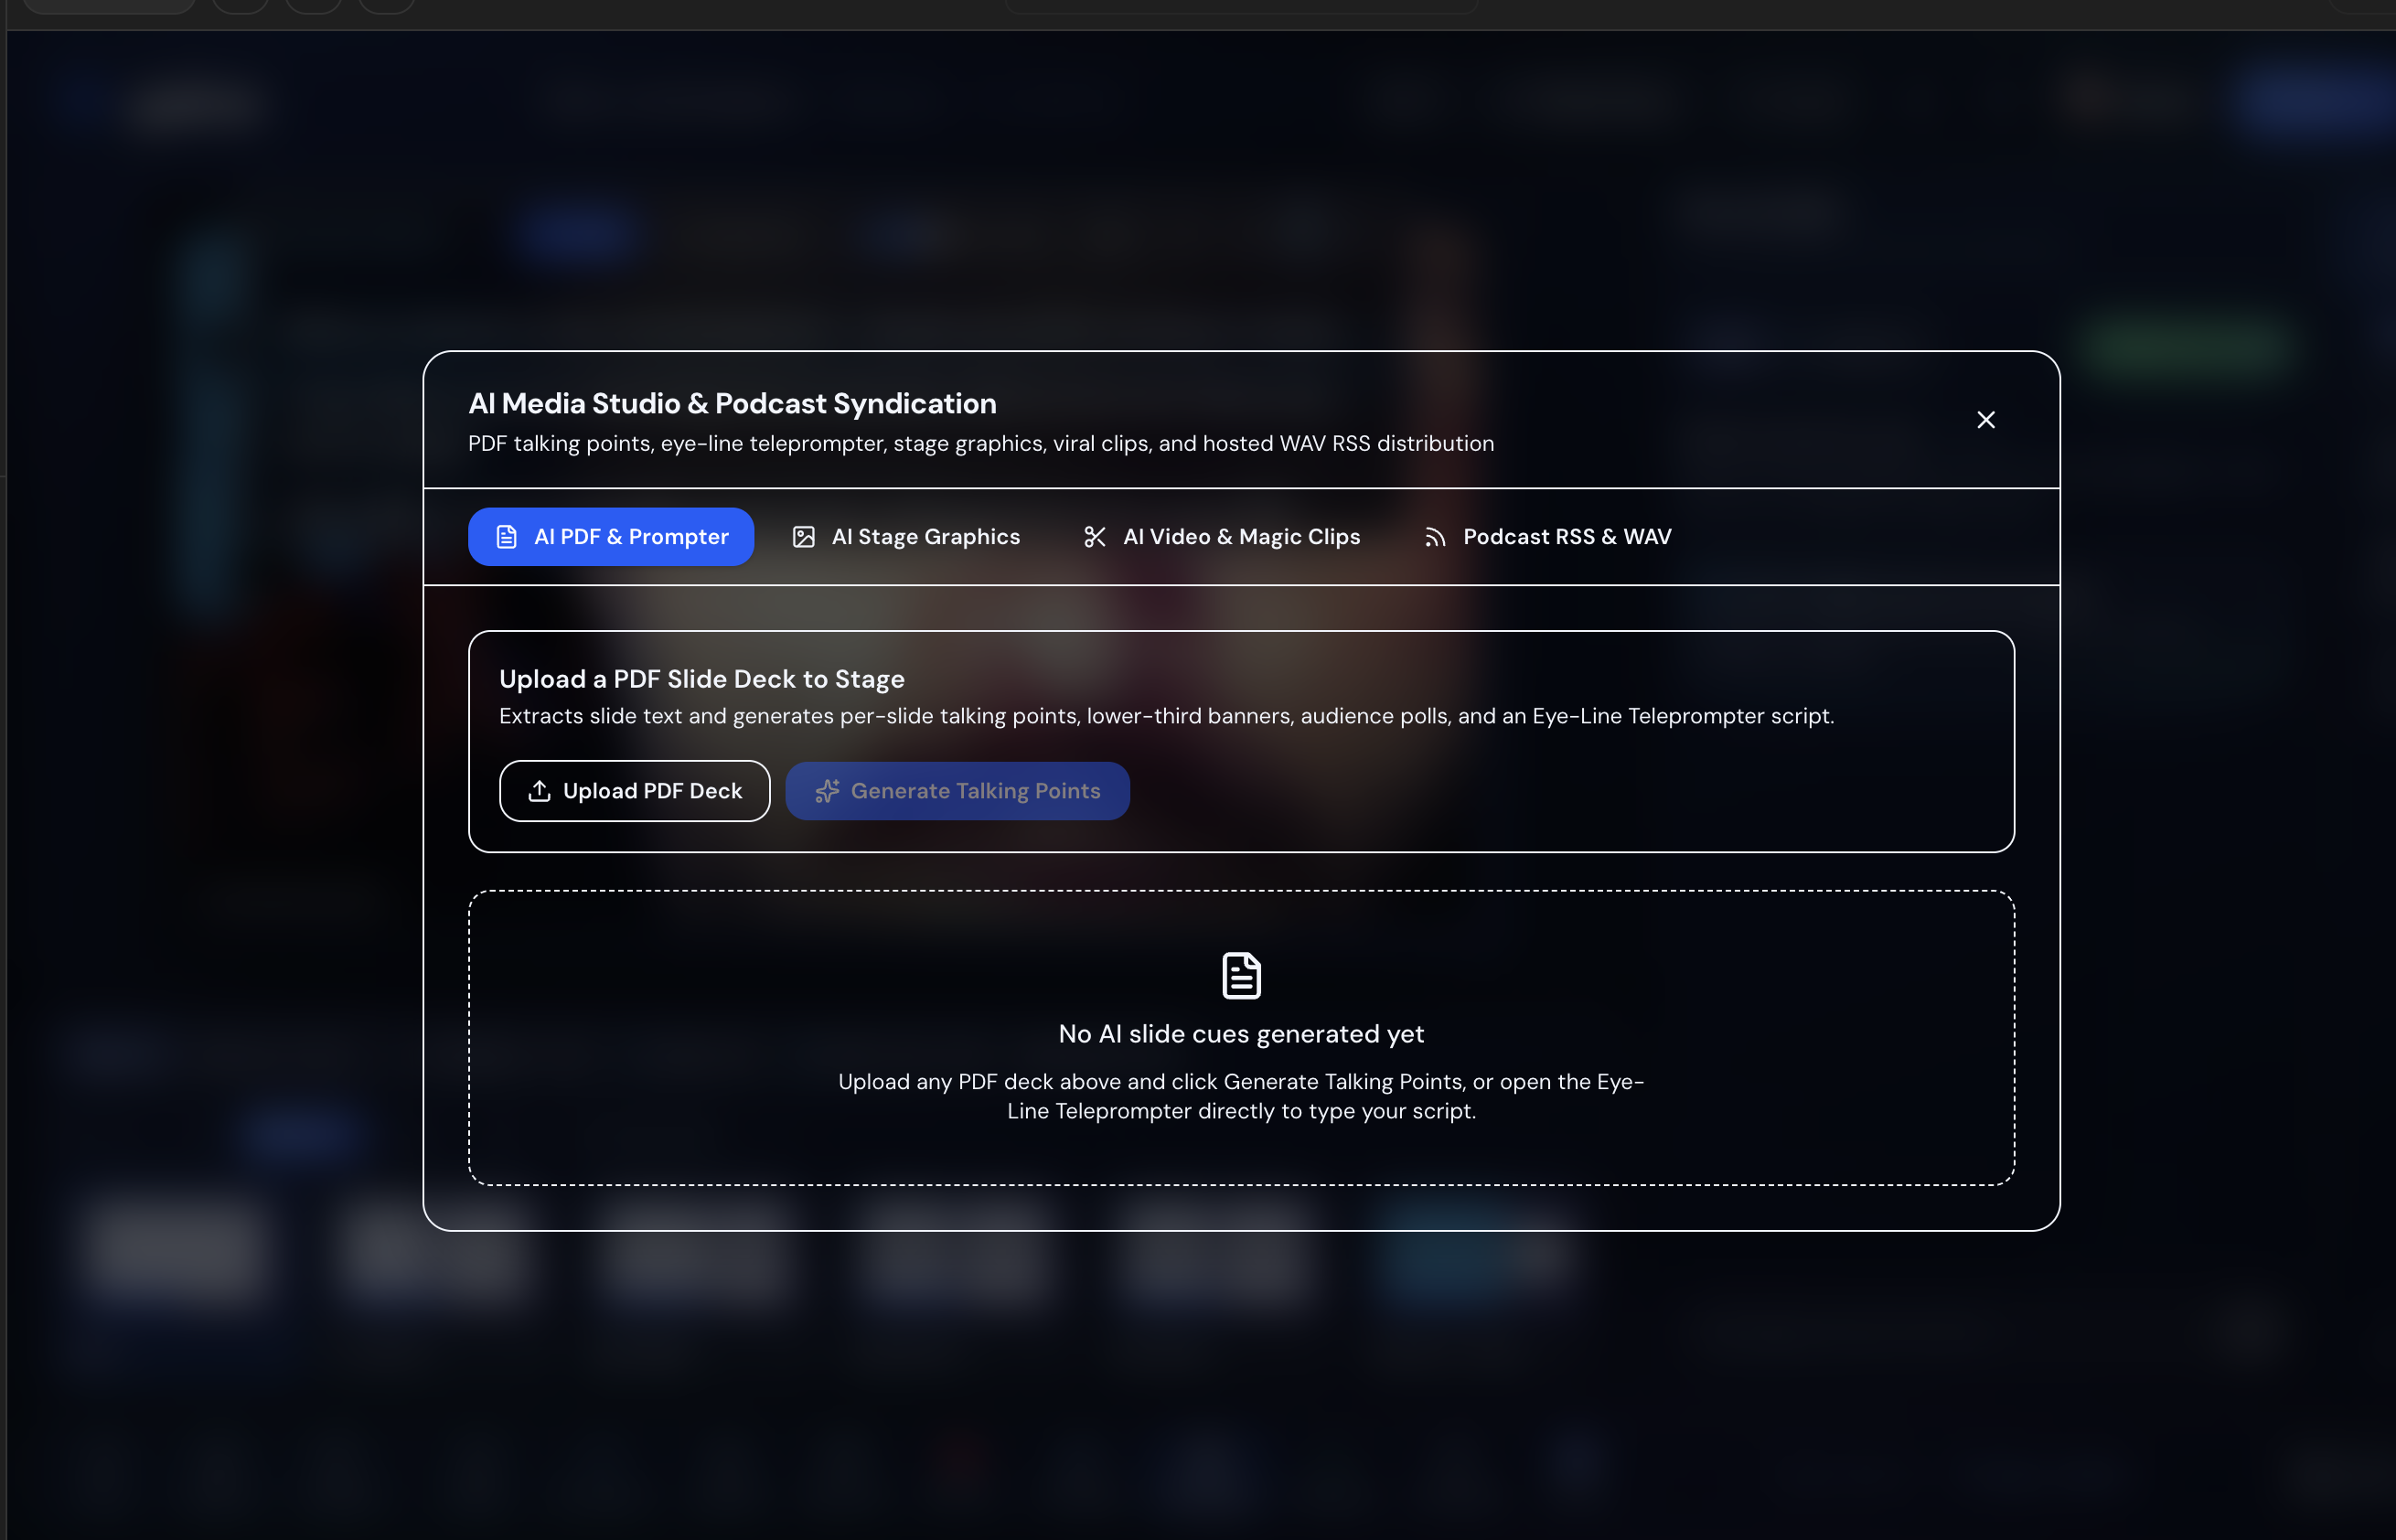 AI Media Studio & Podcast Syndication
PDF talking points, eye-line teleprompter, stage graphics, viral clips, and hosted WAV RSS distribution
AI PDF & Prompter
AI Stage Graphics
AI Video & Magic Clips
Podcast RSS & WAV
Upload a PDF Slide Deck to Stage
Extracts slide text and generates per-slide talking points, lower-third banners, audience polls, and an Eye-Line Teleprompter script.
Upload PDF Deck
Generate Talking Points
No AI slide cues generated yet
Upload any PDF deck above and click Generate Talking Points, or open the Eye-
Line Teleprompter directly to type your script.